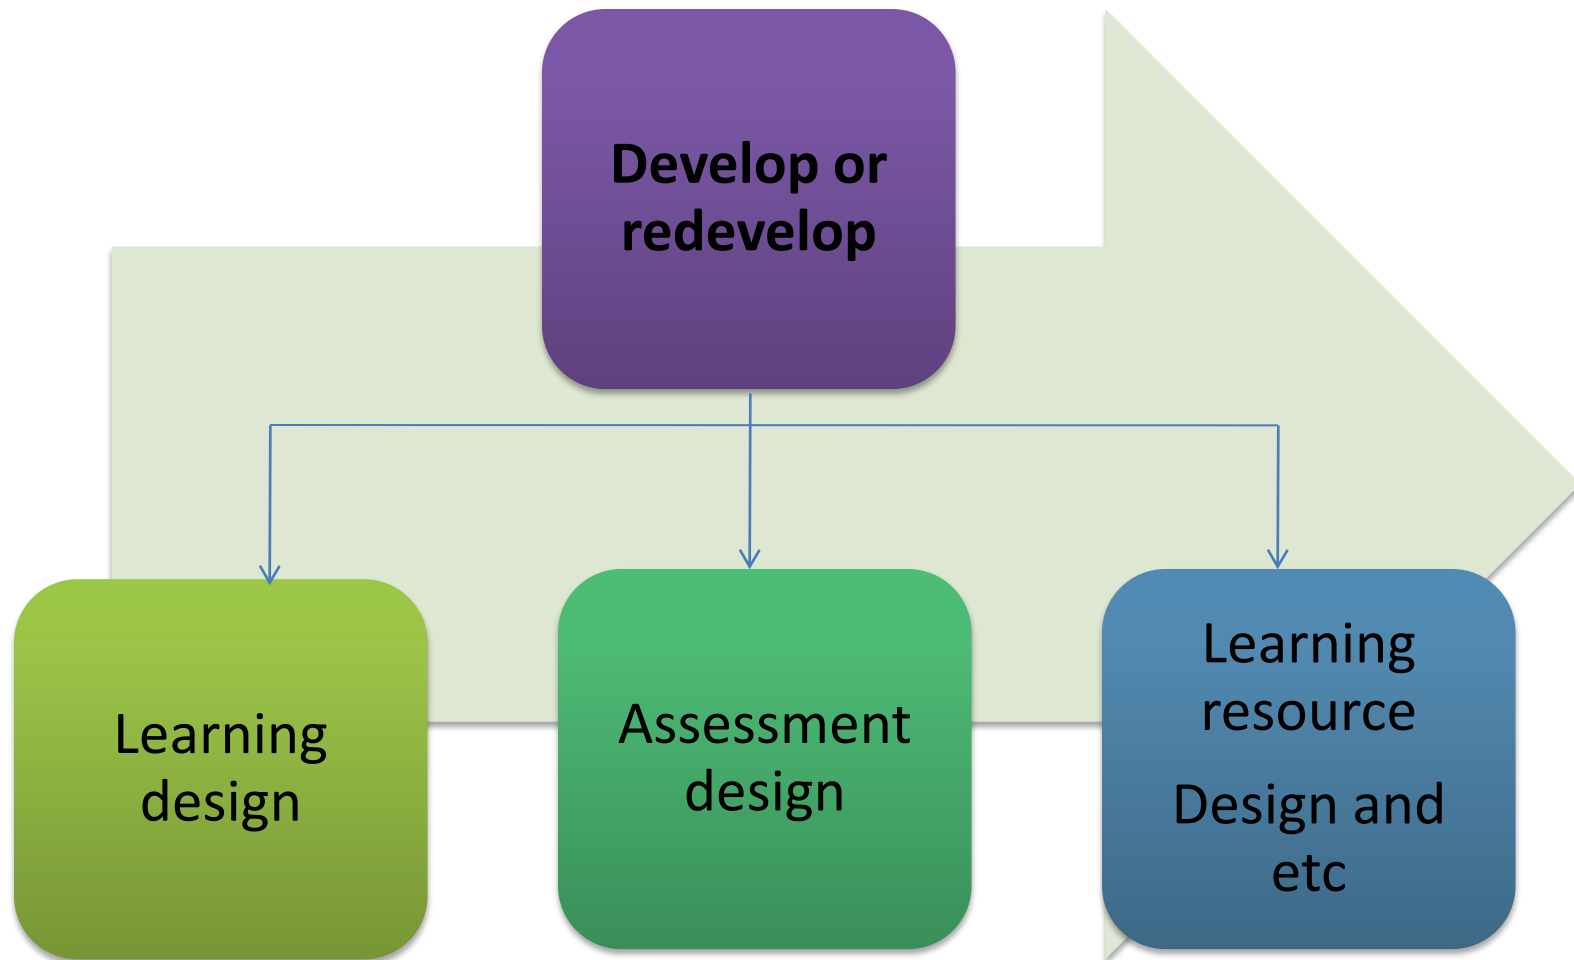 Develop or
redevelop
Learning
design
Assessment
design
Learning
resource
Design and
etc